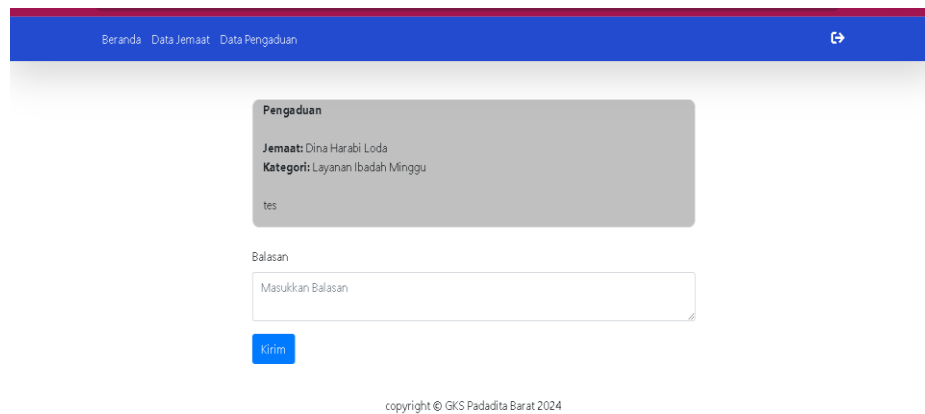 Beranda Data Jemaat Data Pengaduan
Pengaduan
Jemaat: Dina Harabi Loda
Kategori: Layanan Ibadah Minggu
tes
Balasan
Masukkan Balasan
Kirim
copyright © GKS Padadita Barat 2024